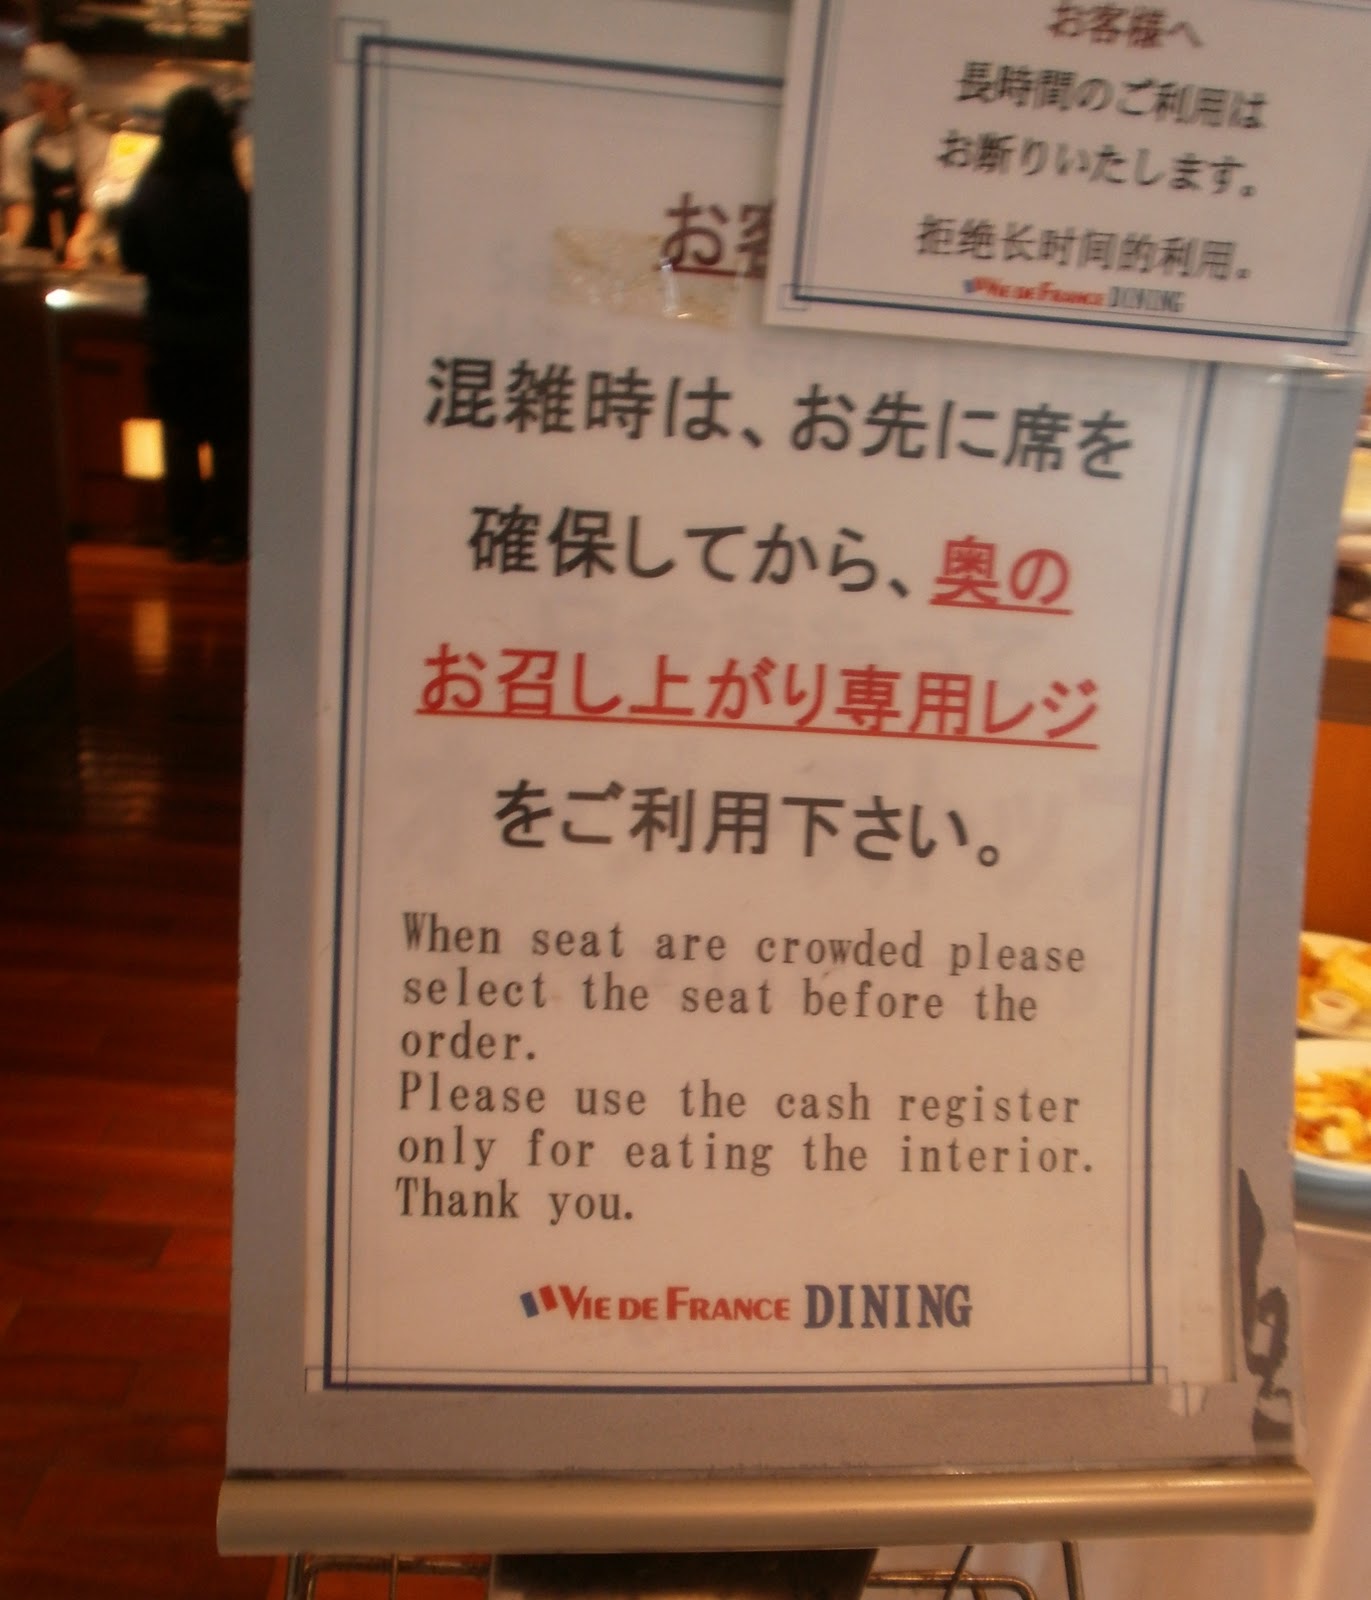 お客様へ
長時間のご利用は
お断りいたします。
拒绝长时间的利用。
VIE DE FRANCE DINING
お客
混雑時は、お先に席を
確保してから、奥の
お召し上がり専用レジ
をご利用下さい。
When seat are crowded please
select the seat before the
order.
Please use the cash register
only for eating the interior.
Thank you.
VIE DE FRANCE DINING